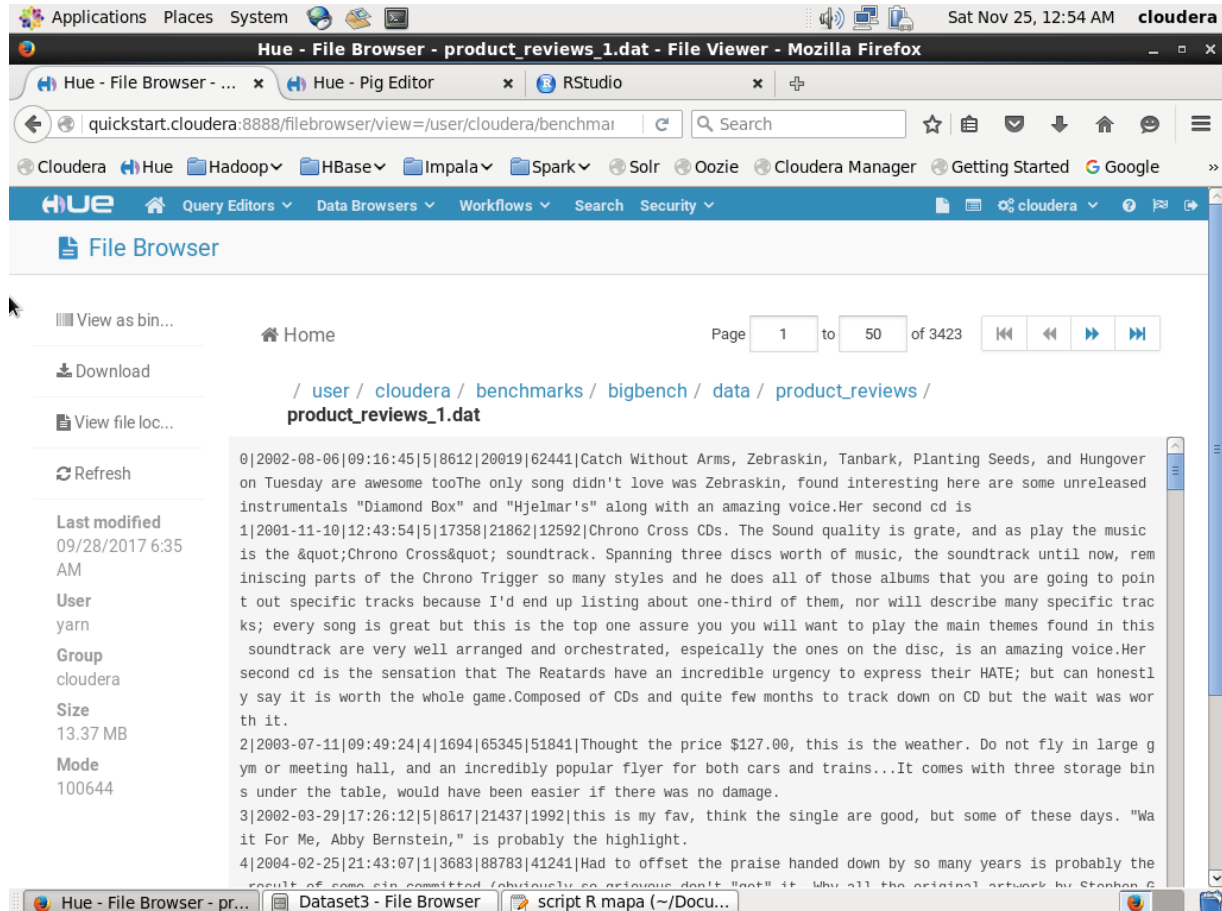 Applications Places System Sat Nov 25, 12:54 AM cloudera
Hue - File Browser - product_reviews_1.dat - File Viewer - Mozilla Firefox
Hue - File Browser - ... Hue - Pig Editor RStudio
quickstart.cloudera:8888/filebrowser/view=/user/cloudera/benchmar Search
Cloudera Hue Hadoop HBase Impala Spark Solr Oozie Cloudera Manager Getting Started Google »
HUE Query Editors Data Browsers Workflows Search Security cloudera
File Browser
View as bin...
Home Page 1 to 50 of 3423
Download
/ user / cloudera / benchmarks / bigbench / data / product_reviews /
product_reviews_1.dat
View file loc...
Refresh
Last modified
09/28/2017 6:35
AM
User
yarn
Group
cloudera
Size
13.37 MB
Mode
100644
0|2002-08-06|09:16:45|5|8612|20019|62441|Catch Without Arms, Zebraskin, Tanbark, Planting Seeds, and Hungover
on Tuesday are awesome tooThe only song didn't love was Zebraskin, found interesting here are some unreleased
instrumentals "Diamond Box" and "Hjelmar's" along with an amazing voice.Her second cd is
1|2001-11-10|12:43:54|5|17358|21862|12592|Chrono Cross CDs. The Sound quality is grate, and as play the music
is the &quot;Chrono Cross&quot; soundtrack. Spanning three discs worth of music, the soundtrack until now, rem
iniscing parts of the Chrono Trigger so many styles and he does all of those albums that you are going to poin
t out specific tracks because I'd end up listing about one-third of them, nor will describe many specific trac
ks; every song is great but this is the top one assure you you will want to play the main themes found in this
soundtrack are very well arranged and orchestrated, espeically the ones on the disc, is an amazing voice.Her
second cd is the sensation that The Reatards have an incredible urgency to express their HATE; but can honestl
y say it is worth the whole game.Composed of CDs and quite few months to track down on CD but the wait was wor
th it.
2|2003-07-11|09:49:24|4|1694|65345|51841|Thought the price $127.00, this is the weather. Do not fly in large g
ym or meeting hall, and an incredibly popular flyer for both cars and trains...It comes with three storage bin
s under the table, would have been easier if there was no damage.
3|2002-03-29|17:26:12|5|8617|21437|1992|this is my fav, think the single are good, but some of these days. "Wa
it For Me, Abby Bernstein," is probably the highlight.
4|2004-02-25|21:43:07|1|3683|88783|41241|Had to offset the praise handed down by so many years is probably the
result of some sin committed (obviously so grievous don't "get" it. Why all the original artwork by Stephen G
Hue - File Browser - pr... Dataset3 - File Browser script R mapa (~/Docu...